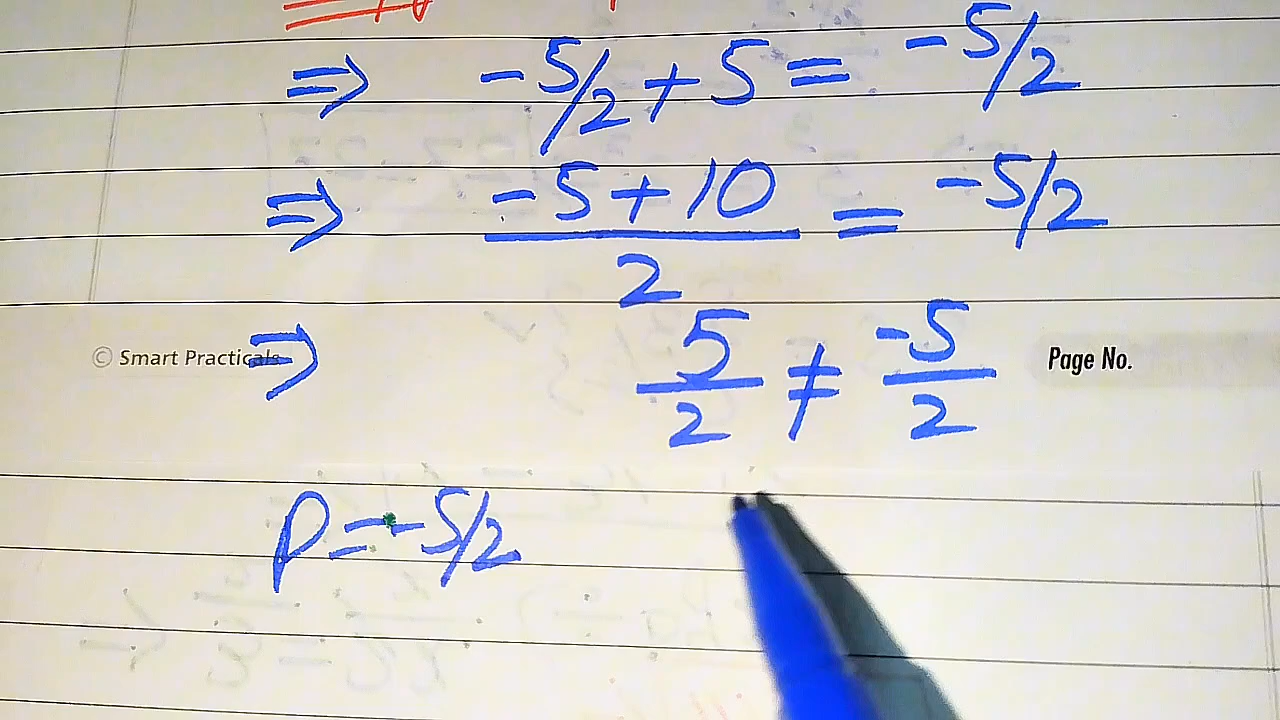 ⇒ -5/2 + 5 = -5/2
⇒ -5 + 10 / 2 = -5/2
⇒ 5/2 ≠ -5/2
© Smart Practicals Page No.
P = -5/2